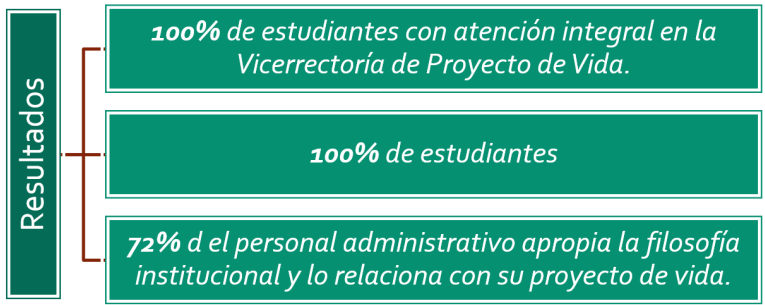 Resultados
100% de estudiantes con atención integral en la
Vicerrectoría de Proyecto de Vida.
100% de estudiantes
72% d el personal administrativo apropia la filosofía
institucional y lo relaciona con su proyecto de vida.